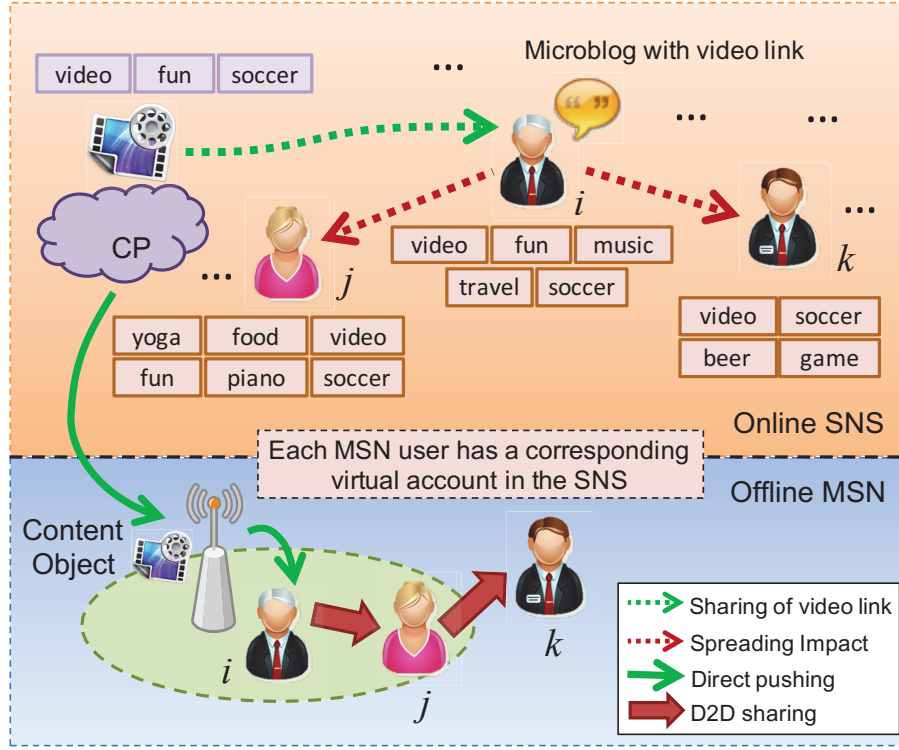 Microblog with video link
video fun soccer
...
... ...
“ ”
i
...
k
CP
... j
video fun music
travel soccer
yoga food video
fun piano soccer
video soccer
beer game
Online SNS
Each MSN user has a corresponding
virtual account in the SNS
Offline MSN
Content
Object
i
j
k
Sharing of video link
Spreading Impact
Direct pushing
D2D sharing